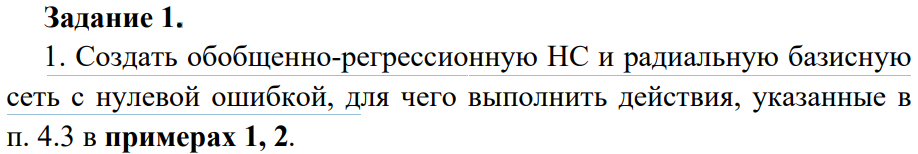 Задание 1.
1. Создать обобщенно-регрессионную НС и радиальную базисную
сеть с нулевой ошибкой, для чего выполнить действия, указанные в
п. 4.3 в примерах 1, 2.